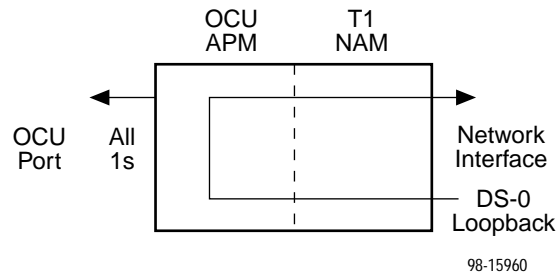 OCU APM
T1 NAM
OCU Port
All 1s
Network Interface
DS-0 Loopback
98-15960